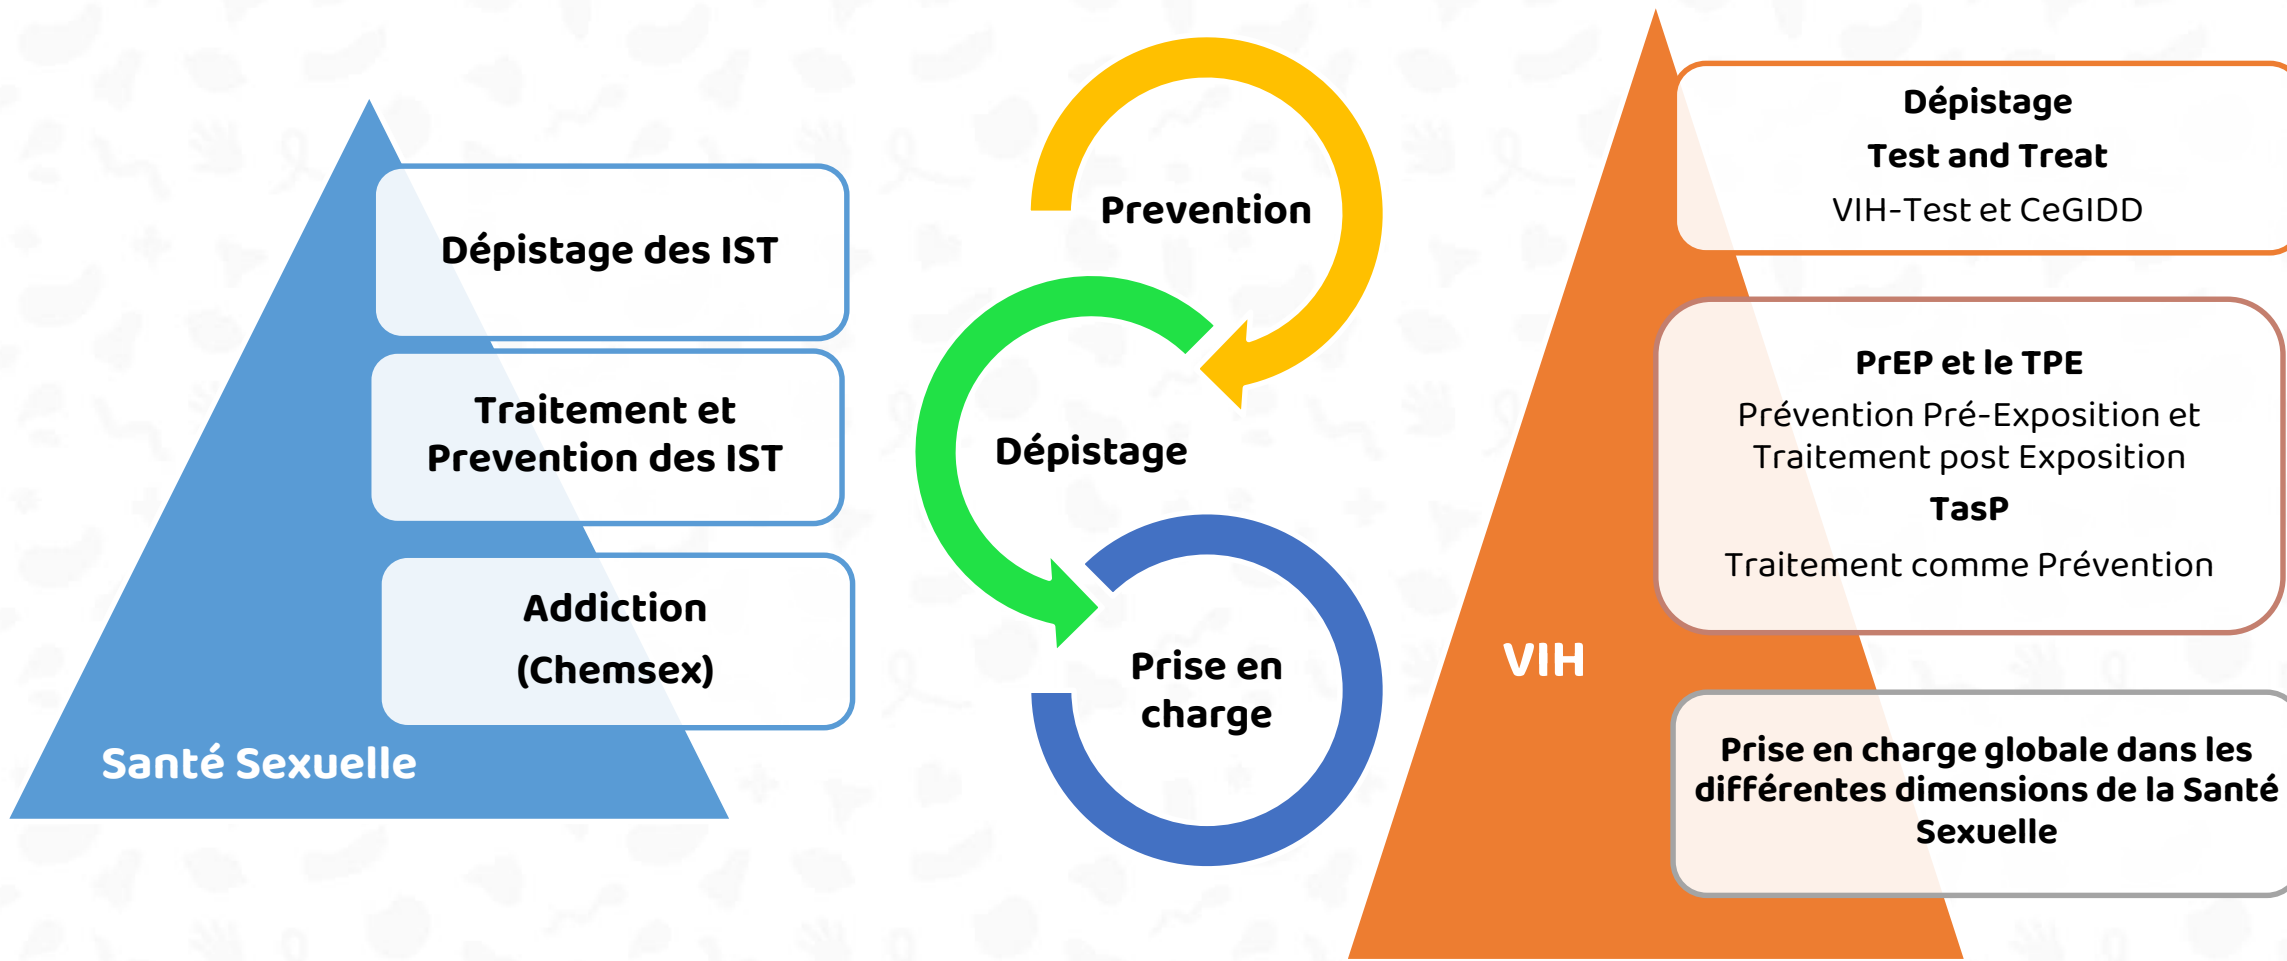 Dépistage des IST
Traitement et
Prevention des IST
Addiction
(Chemsex)
Santé Sexuelle
Prevention
Dépistage
Prise en
charge
Dépistage
Test and Treat
VIH-Test et CeGIDD
PrEP et le TPE
Prévention Pré-Exposition et
Traitement post Exposition
TasP
Traitement comme Prévention
VIH
Prise en charge globale dans les
différentes dimensions de la Santé
Sexuelle